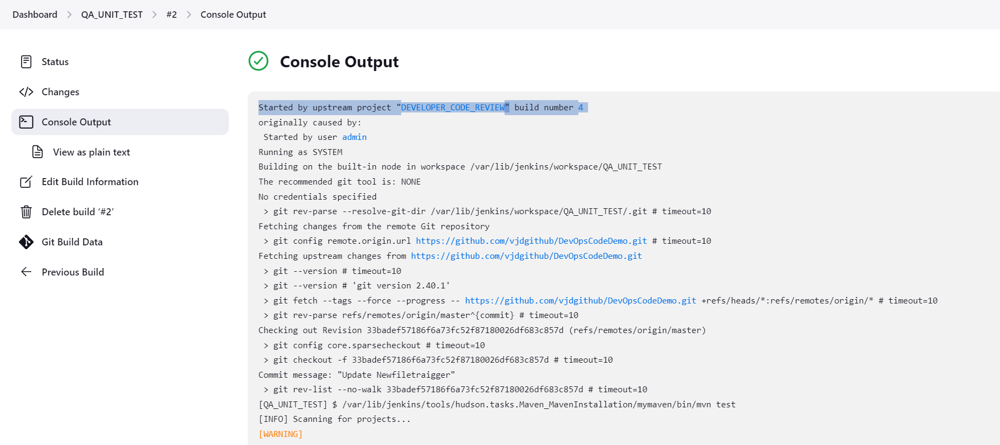 Dashboard > QA_UNIT_TEST > #2 > Console Output
Status
Changes
Console Output
View as plain text
Edit Build Information
Delete build ‘#2’
Git Build Data
Previous Build
Console Output
Started by upstream project "DEVELOPER_CODE_REVIEW" build number 4
originally caused by:
Started by user admin
Running as SYSTEM
Building on the built-in node in workspace /var/lib/jenkins/workspace/QA_UNIT_TEST
The recommended git tool is: NONE
No credentials specified
> git rev-parse --resolve-git-dir /var/lib/jenkins/workspace/QA_UNIT_TEST/.git # timeout=10
Fetching changes from the remote Git repository
> git config remote.origin.url https://github.com/vjdgithub/DevOpsCodeDemo.git # timeout=10
Fetching upstream changes from https://github.com/vjdgithub/DevOpsCodeDemo.git
> git --version # timeout=10
> git --version # 'git version 2.40.1'
> git fetch --tags --force --progress -- https://github.com/vjdgithub/DevOpsCodeDemo.git +refs/heads/*:refs/remotes/origin/* # timeout=10
> git rev-parse refs/remotes/origin/master^{commit} # timeout=10
Checking out Revision 33badef57186f6a73fc52f87180026df683c857d (refs/remotes/origin/master)
> git config core.sparsecheckout # timeout=10
> git checkout -f 33badef57186f6a73fc52f87180026df683c857d # timeout=10
Commit message: "Update Newfiletraigger"
> git rev-list --no-walk 33badef57186f6a73fc52f87180026df683c857d # timeout=10
[QA_UNIT_TEST] $ /var/lib/jenkins/tools/hudson.tasks.Maven_MavenInstallation/mymaven/bin/mvn test
[INFO] Scanning for projects...
[WARNING]